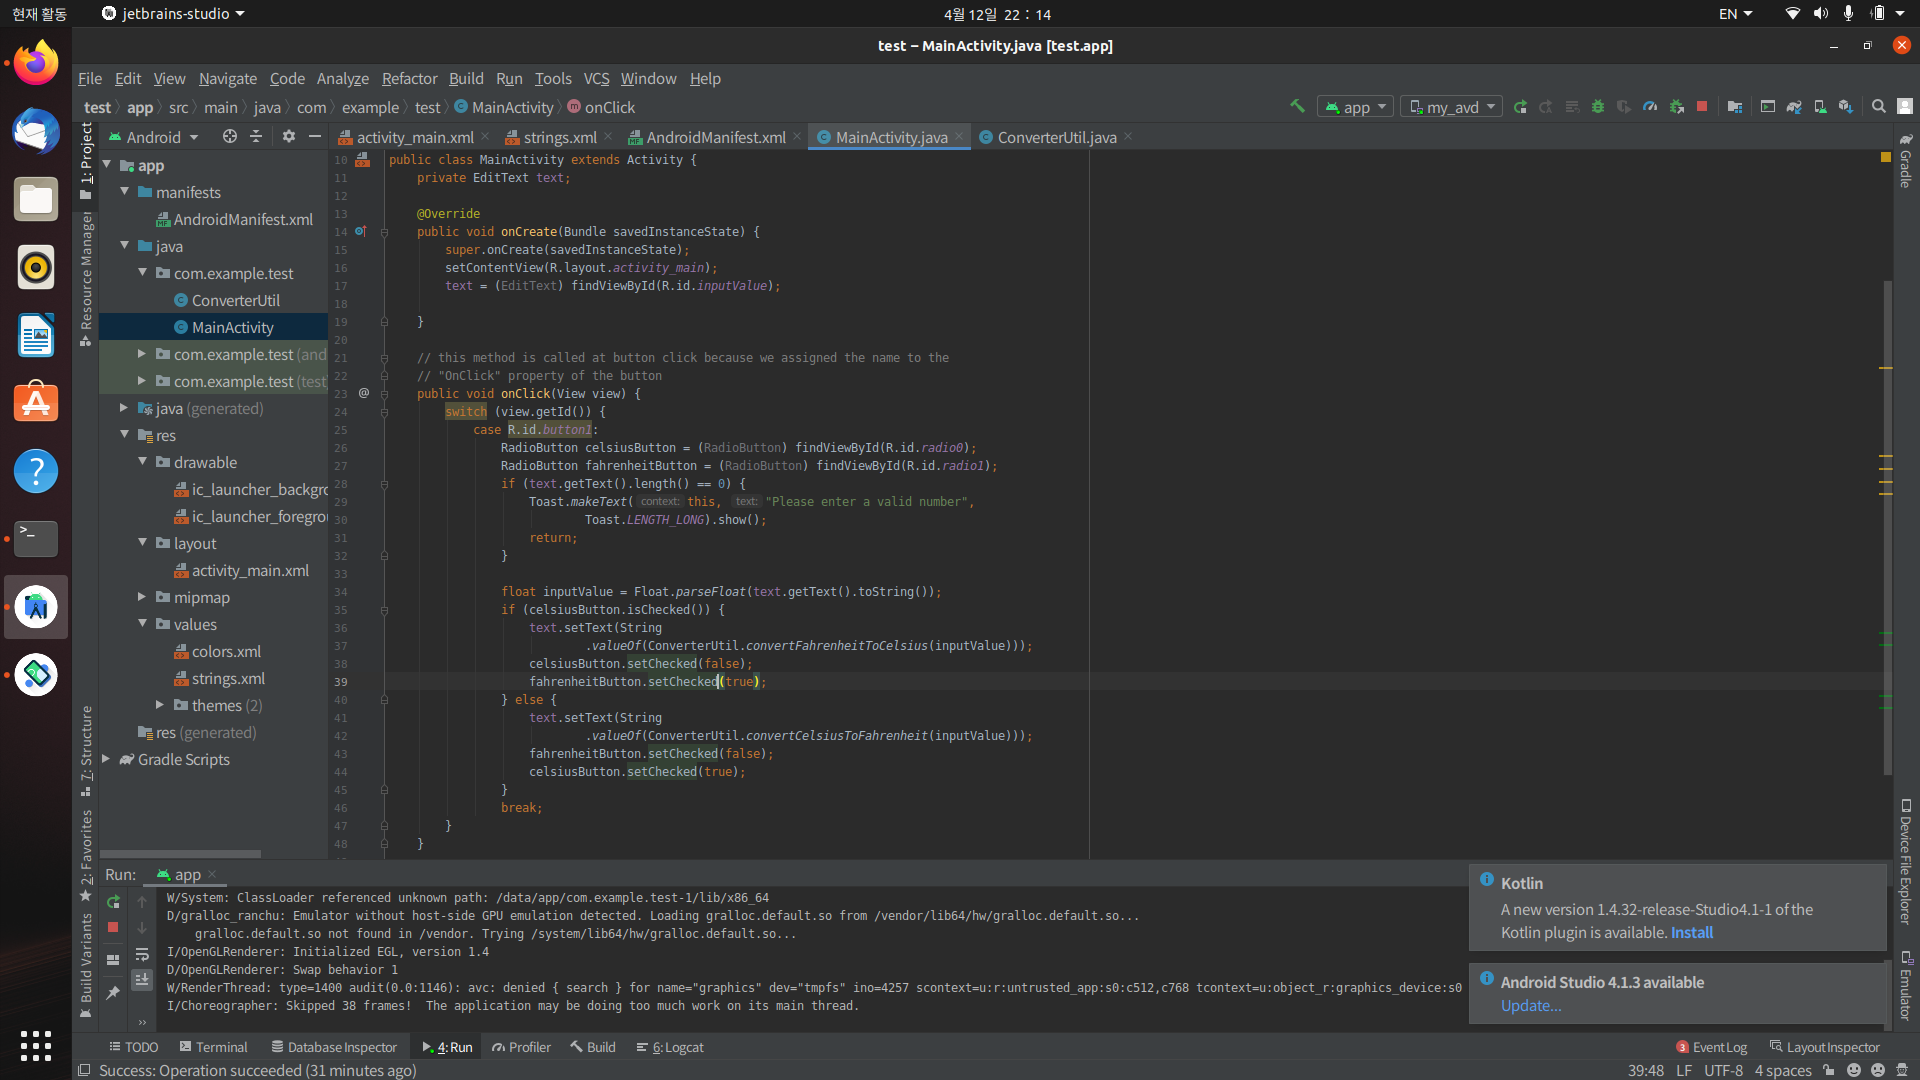 현재 활동
jetbrains-studio
4월 12일 22 : 14
EN
test – MainActivity.java [test.app]
File Edit View Navigate Code Analyze Refactor Build Run Tools VCS Window Help
test app src main java com example test MainActivity onClick
app my_avd
1: Project
Resource Manager
7: Structure
2: Favorites
Build Variants
Android
activity_main.xml strings.xml AndroidManifest.xml MainActivity.java ConverterUtil.java
app
manifests
AndroidManifest.xml
java
com.example.test
ConverterUtil
MainActivity
com.example.test (and
com.example.test (test
java (generated)
res
drawable
ic_launcher_backgro
ic_launcher_foregrou
layout
activity_main.xml
mipmap
values
colors.xml
strings.xml
themes (2)
res (generated)
Gradle Scripts
10 public class MainActivity extends Activity {
11 private EditText text;
12
13 @Override
14 public void onCreate(Bundle savedInstanceState) {
15 super.onCreate(savedInstanceState);
16 setContentView(R.layout.activity_main);
17 text = (EditText) findViewById(R.id.inputValue);
18
19 }
20
21 // this method is called at button click because we assigned the name to the
22 // "OnClick" property of the button
23 @ public void onClick(View view) {
24 switch (view.getId()) {
25 case R.id.button1:
26 RadioButton celsiusButton = (RadioButton) findViewById(R.id.radio0);
27 RadioButton fahrenheitButton = (RadioButton) findViewById(R.id.radio1);
28 if (text.getText().length() == 0) {
29 Toast.makeText( context: this, text: "Please enter a valid number",
30 Toast.LENGTH_LONG).show();
31 return;
32 }
33
34 float inputValue = Float.parseFloat(text.getText().toString());
35 if (celsiusButton.isChecked()) {
36 text.setText(String
37 .valueOf(ConverterUtil.convertFahrenheitToCelsius(inputValue)));
38 celsiusButton.setChecked(false);
39 fahrenheitButton.setChecked(true);
40 } else {
41 text.setText(String
42 .valueOf(ConverterUtil.convertCelsiusToFahrenheit(inputValue)));
43 fahrenheitButton.setChecked(false);
44 celsiusButton.setChecked(true);
45 }
46 break;
47 }
48 }
Gradle
Device File Explorer
Emulator
Run: app
W/System: ClassLoader referenced unknown path: /data/app/com.example.test-1/lib/x86_64
D/gralloc_ranchu: Emulator without host-side GPU emulation detected. Loading gralloc.default.so from /vendor/lib64/hw/gralloc.default.so...
gralloc.default.so not found in /vendor. Trying /system/lib64/hw/gralloc.default.so...
I/OpenGLRenderer: Initialized EGL, version 1.4
D/OpenGLRenderer: Swap behavior 1
W/RenderThread: type=1400 audit(0.0:1146): avc: denied { search } for name="graphics" dev="tmpfs" ino=4257 scontext=u:r:untrusted_app:s0:c512,c768 tcontext=u:object_r:graphics_device:s0
I/Choreographer: Skipped 38 frames! The application may be doing too much work on its main thread.
Kotlin
A new version 1.4.32-release-Studio4.1-1 of the
Kotlin plugin is available. Install
Android Studio 4.1.3 available
Update...
TODO Terminal Database Inspector 4: Run Profiler Build 6: Logcat
3 Event Log Layout Inspector
Success: Operation succeeded (31 minutes ago)
39:48 LF UTF-8 4 spaces